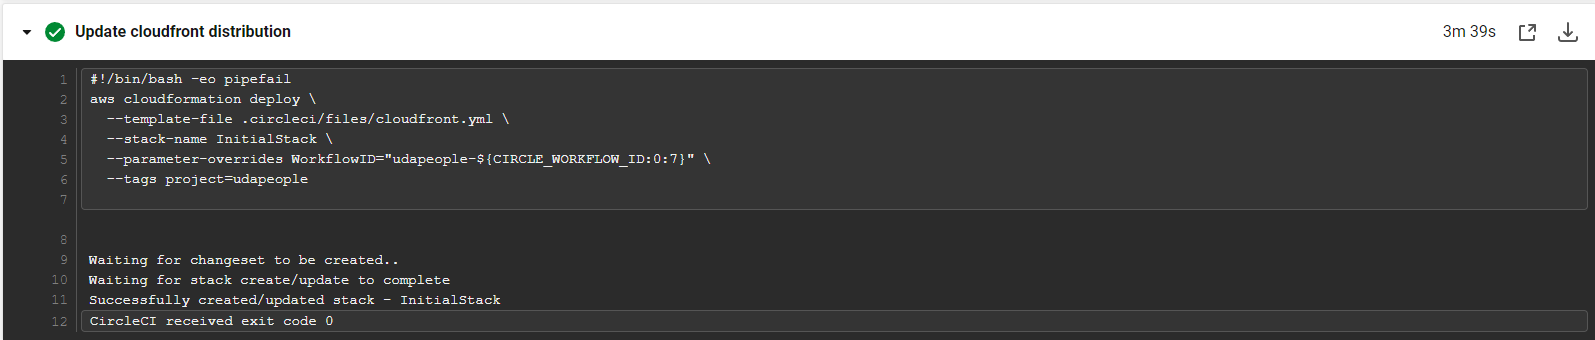 Update cloudfront distribution
3m 39s
1 #!/bin/bash -eo pipefail
2 aws cloudformation deploy \
3 --template-file .circleci/files/cloudfront.yml \
4 --stack-name InitialStack \
5 --parameter-overrides WorkflowID="udapeople-${CIRCLE_WORKFLOW_ID:0:7}" \
6 --tags project=udapeople
7
8
9 Waiting for changeset to be created..
10 Waiting for stack create/update to complete
11 Successfully created/updated stack - InitialStack
12 CircleCI received exit code 0